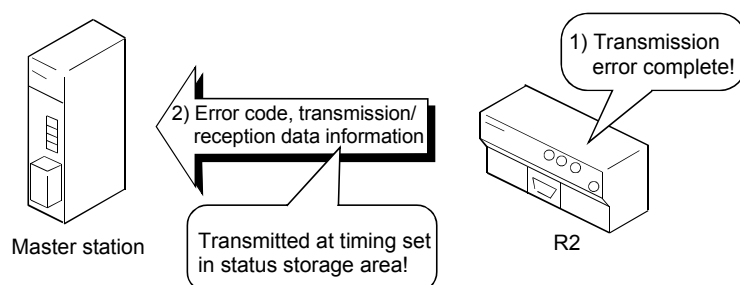 1) Transmission
error complete!
2) Error code, transmission/
reception data information
Transmitted at timing set
in status storage area!
Master station
R2